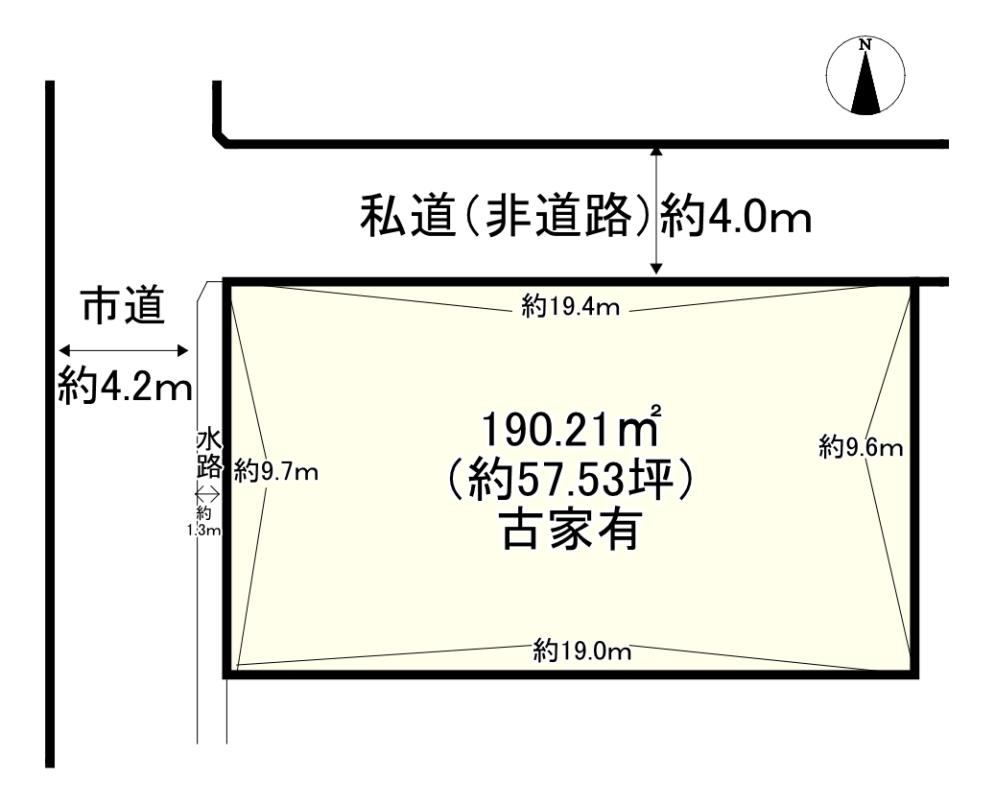 N
私道(非道路)約4.0m
市道
約4.2m
約19.4m
水路
約
1.3m
約9.7m
190.21㎡
(約57.53坪)
古家有
約9.6m
約19.0m